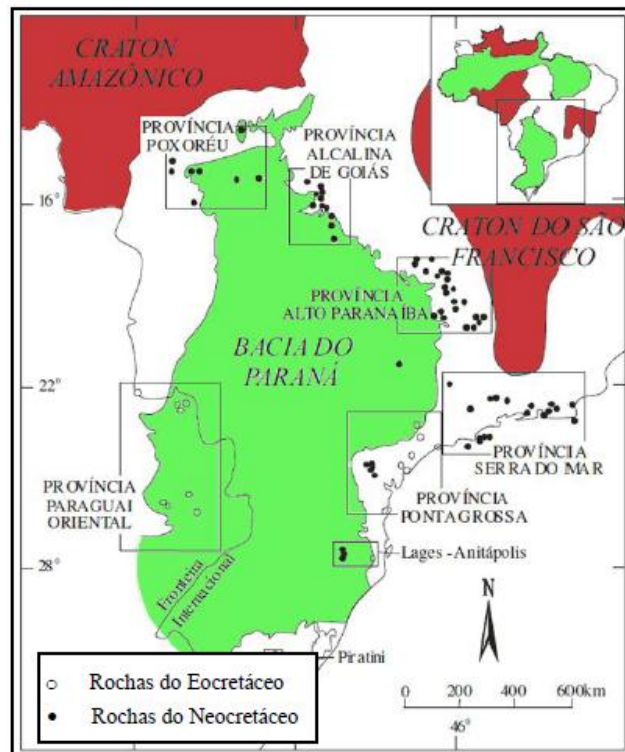 CRATON
AMAZÔNICO
PROVÍNCIA
POXORÉU
PROVÍNCIA
ALCALINA
DE GOIÁS
16°
CRATON DO SÃO
FRANCISCO
PROVÍNCIA
ALTO PARANAÍBA
BACIA DO
PARANÁ
22°
PROVÍNCIA
SERRA DO MAR
PROVÍNCIA
PARAGUAI
ORIENTAL
PROVÍNCIA
PONTA GROSSA
Lages -Anitápolis
28°
Fronteira
Internacional
N
Piratini
Rochas do Eocretáceo
Rochas do Neocretáceo
0 200 400 600km
46°